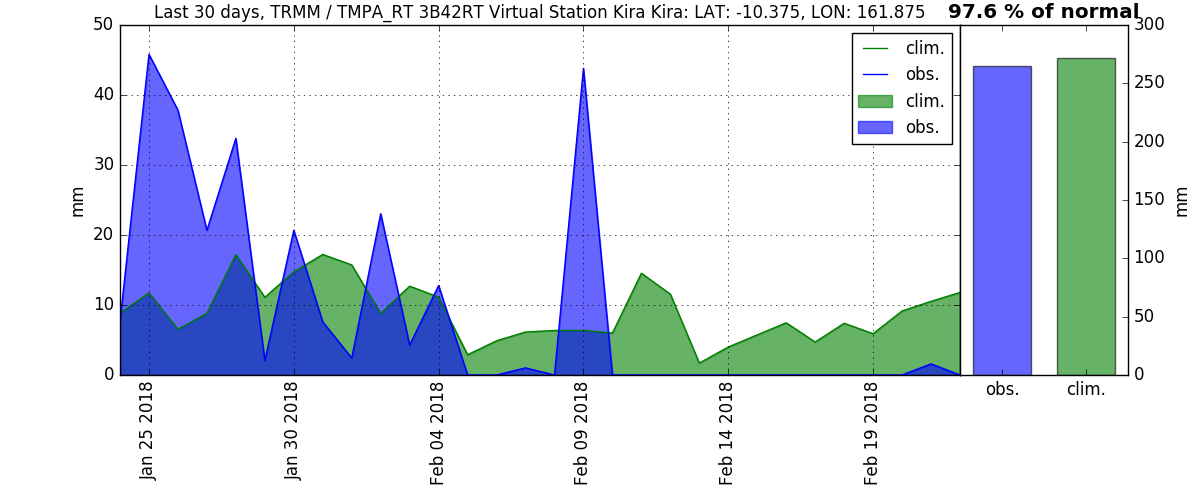 Last 30 days, TRMM / TMPA_RT 3B42RT Virtual Station Kira Kira: LAT: -10.375, LON: 161.875
97.6 % of normal
50
40
30
20
10
0
mm
clim.
obs.
clim.
obs.
300
250
200
150
100
50
0
mm
Jan 25 2018
Jan 30 2018
Feb 04 2018
Feb 09 2018
Feb 14 2018
Feb 19 2018
obs.
clim.